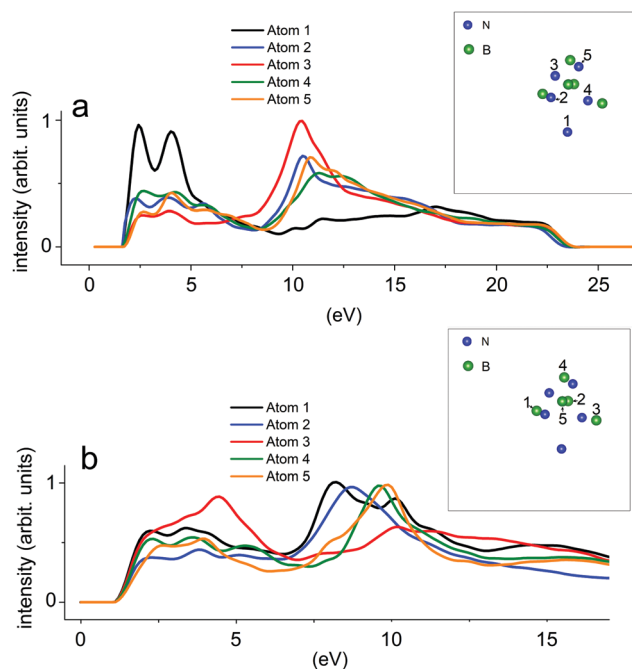 a
intensity (arbit. units)
1
0
Atom 1
Atom 2
Atom 3
Atom 4
Atom 5
N
B
5
3
2
4
1
0 5 10 15 20 25
(eV)
b
intensity (arbit. units)
1
0
Atom 1
Atom 2
Atom 3
Atom 4
Atom 5
N
B
4
1
2
3
5
0 5 10 15
(eV)